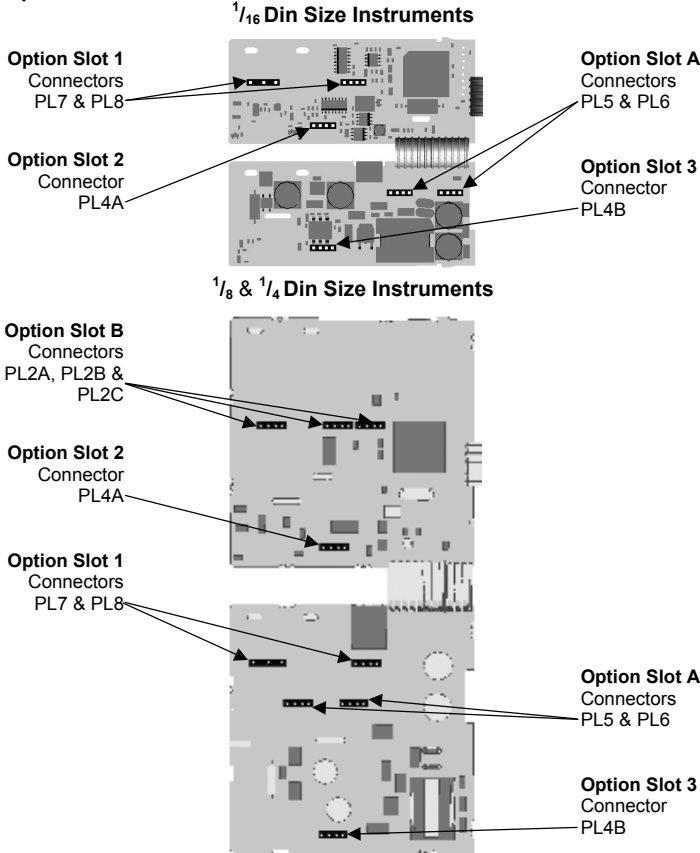 1/16 Din Size Instruments
Option Slot 1
Connectors
PL7 & PL8
Option Slot A
Connectors
PL5 & PL6
Option Slot 2
Connector
PL4A
Option Slot 3
Connector
PL4B
1/8 & 1/4 Din Size Instruments
Option Slot B
Connectors
PL2A, PL2B &
PL2C
Option Slot 2
Connector
PL4A
Option Slot 1
Connectors
PL7 & PL8
Option Slot A
Connectors
PL5 & PL6
Option Slot 3
Connector
PL4B